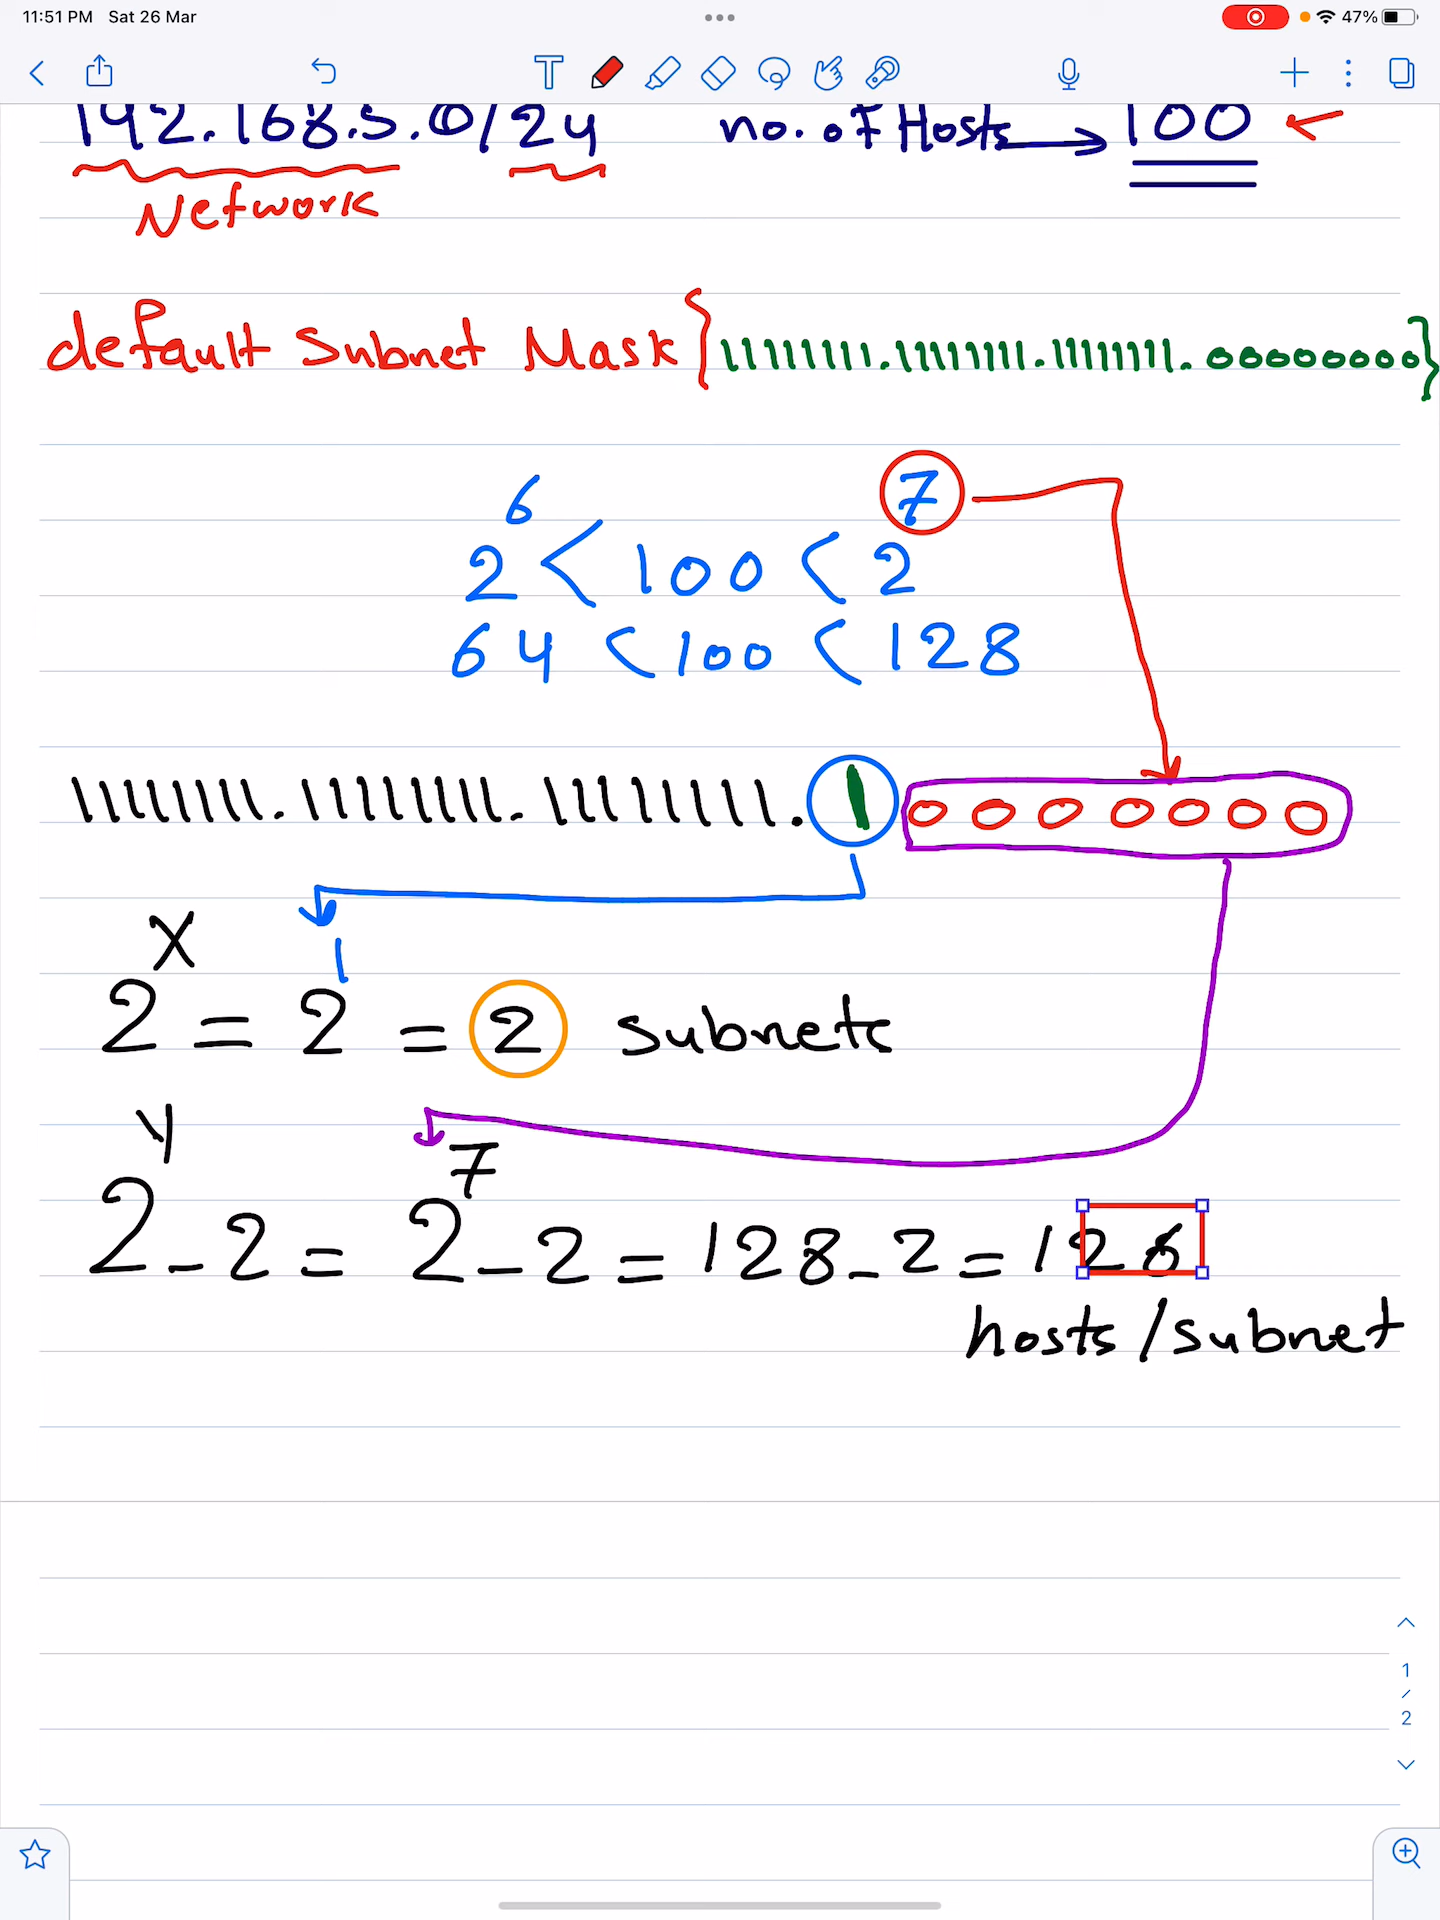 11:51 PM Sat 26 Mar
47%
192.168.5.0/24 no. of Hosts → 100
Network
default Subnet Mask {11111111.11111111.11111111.00000000}
6 7
2 < 100 < 2
64 < 100 < 128
11111111.11111111.11111111.1 0000000
X 1
2 = 2 = 2 subnets
y 7
2 - 2 = 2 - 2 = 128 - 2 = 126
hosts/subnet
1
/
2